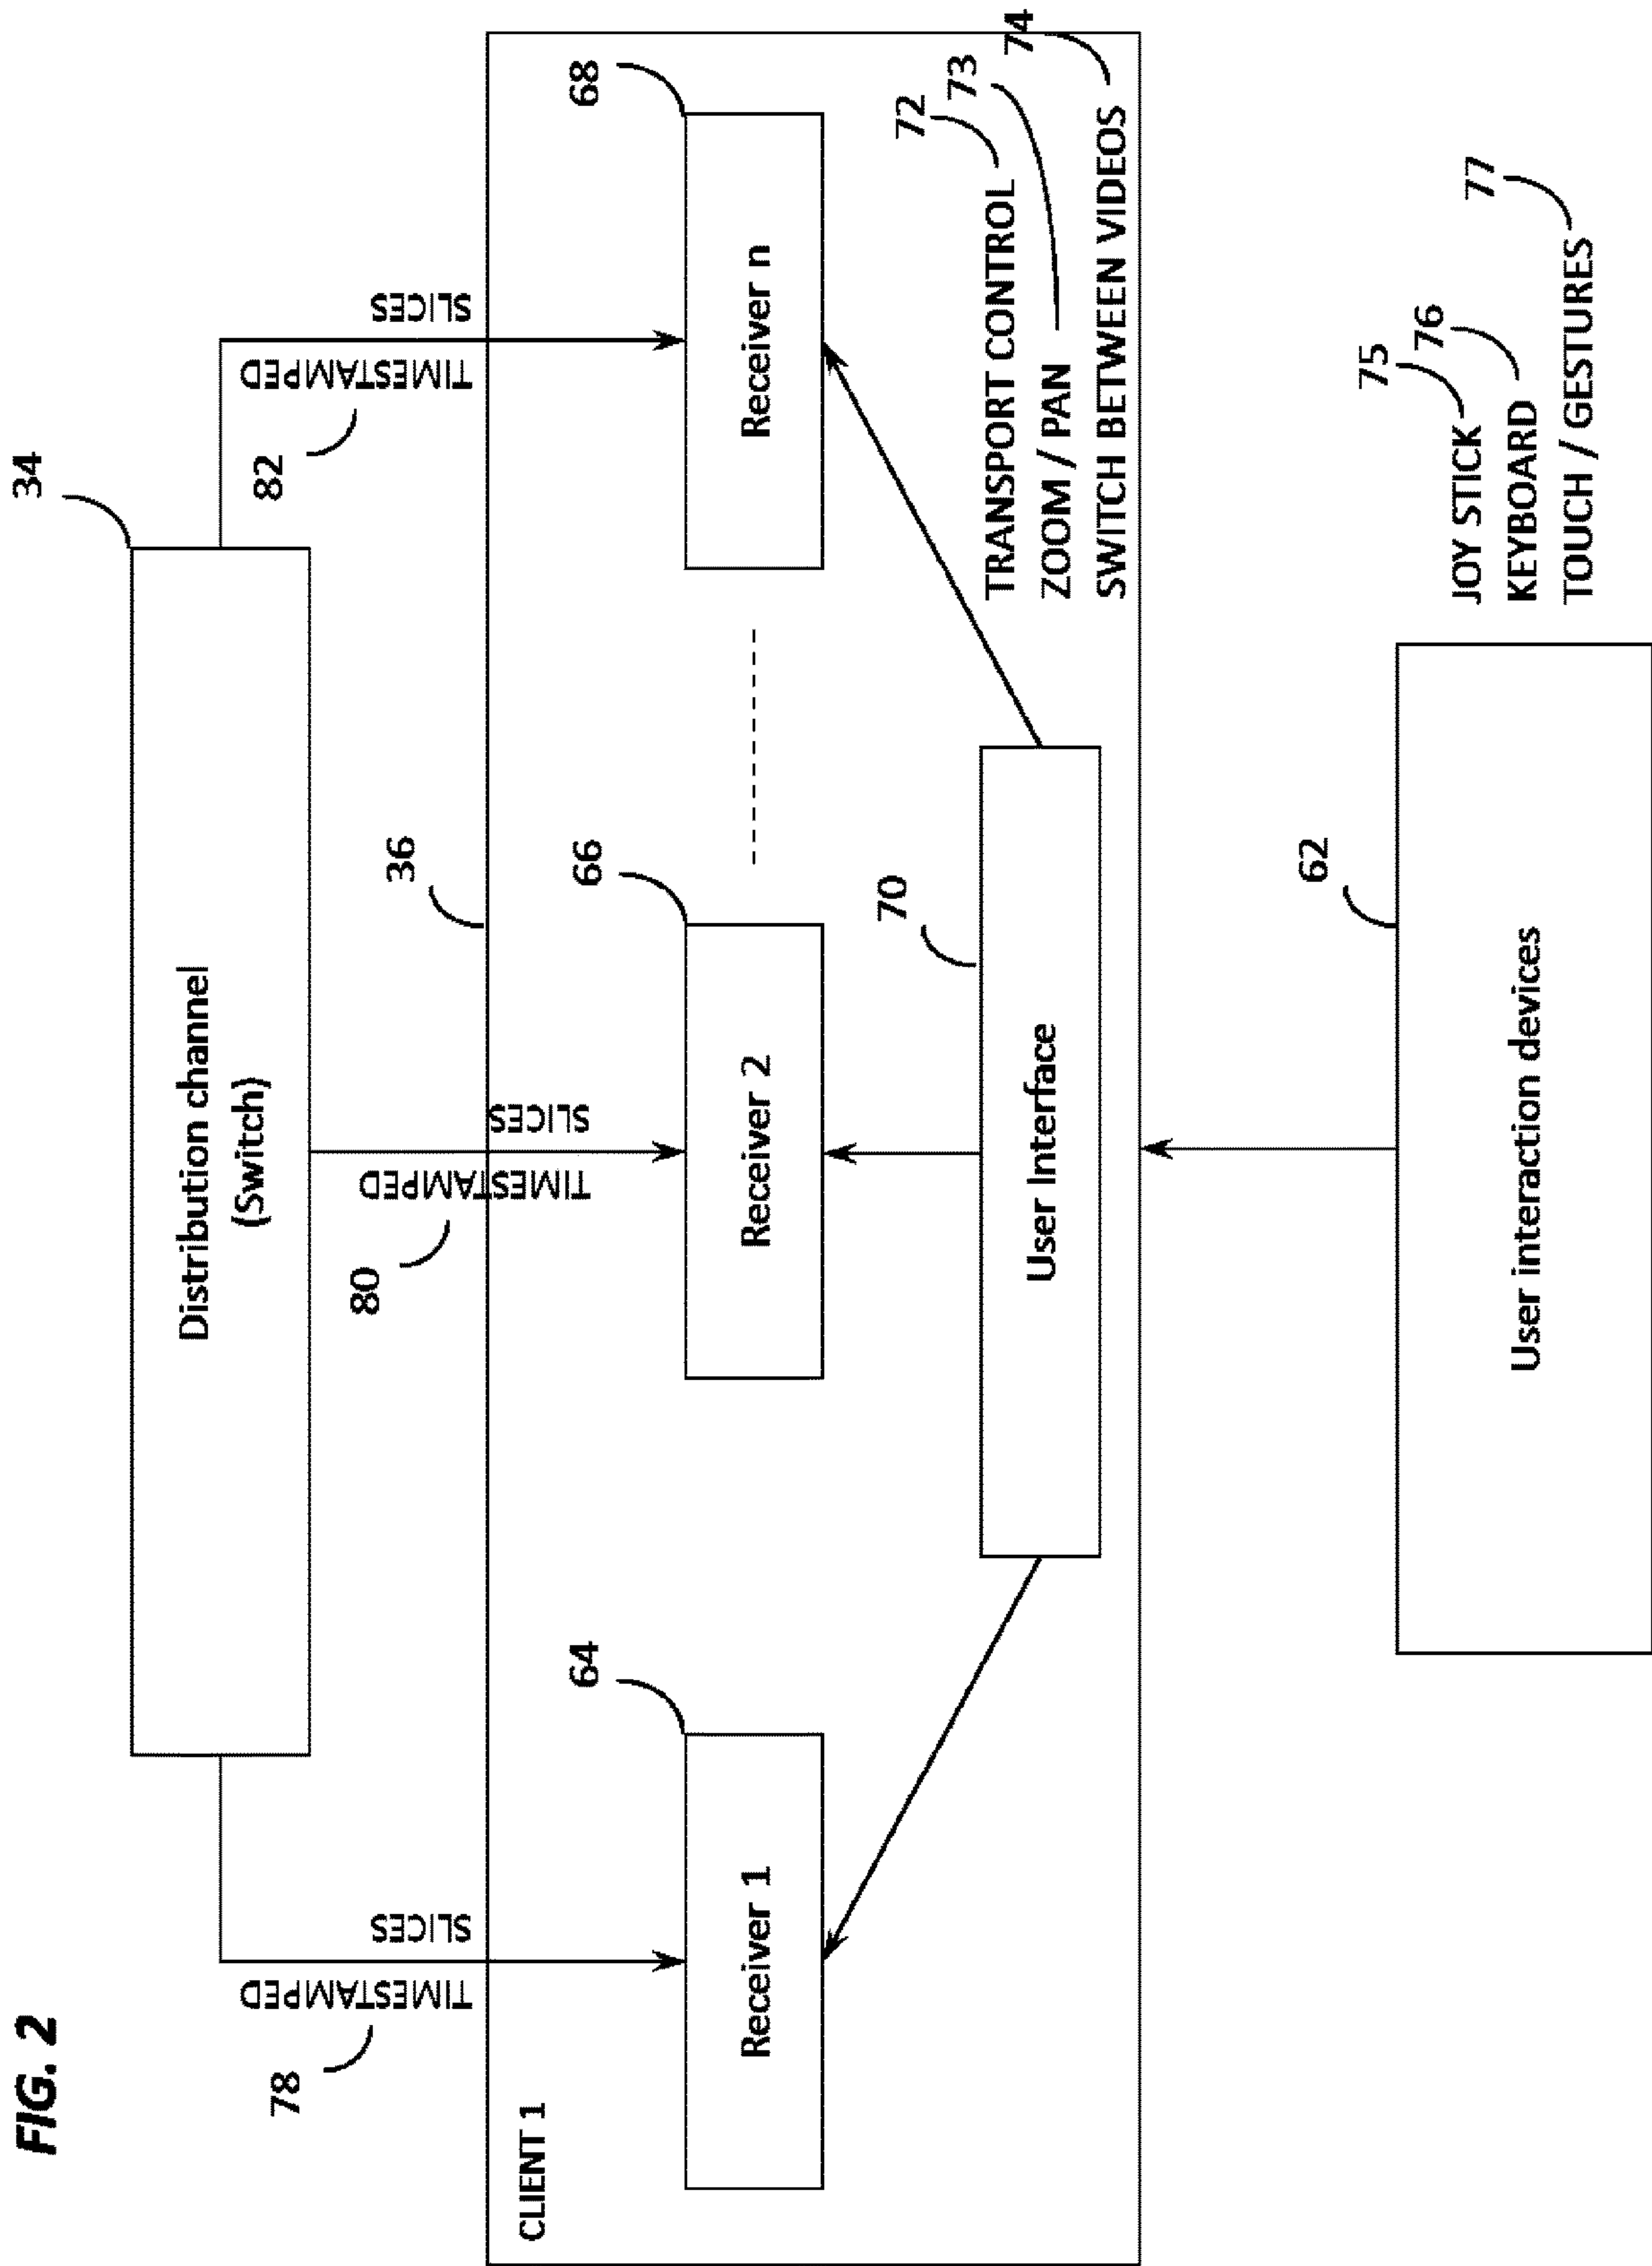 FIG. 2
34
Distribution channel
(Switch)
78
TIMESTAMPED
SLICES
80
TIMESTAMPED
SLICES
82
TIMESTAMPED
SLICES
36
CLIENT 1
64
Receiver 1
66
Receiver 2
68
Receiver n
70
User Interface
72
TRANSPORT CONTROL
73
ZOOM / PAN
74
SWITCH BETWEEN VIDEOS
62
User interaction devices
75
JOY STICK
76
KEYBOARD
77
TOUCH / GESTURES